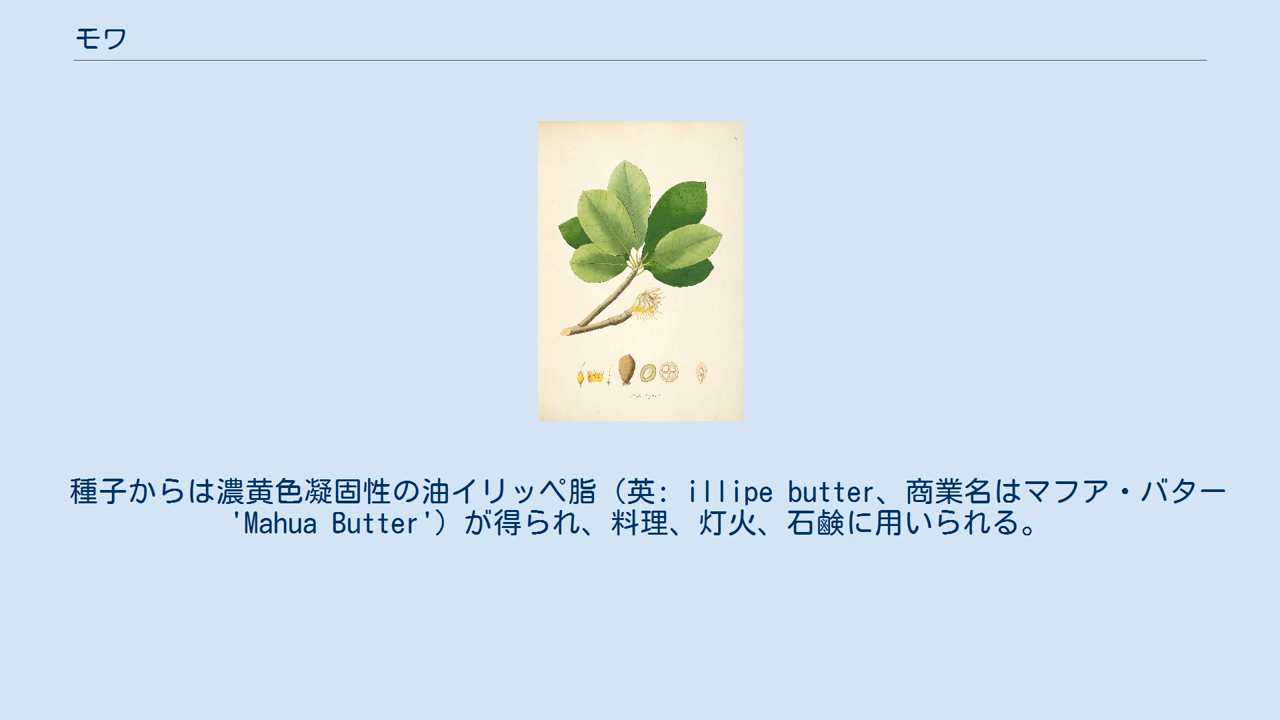 モワ
種子からは濃黄色凝固性の油イリッペ脂（英: illipe butter、商業名はマフア・バター
'Mahua Butter'）が得られ、料理、灯火、石鹸に用いられる。